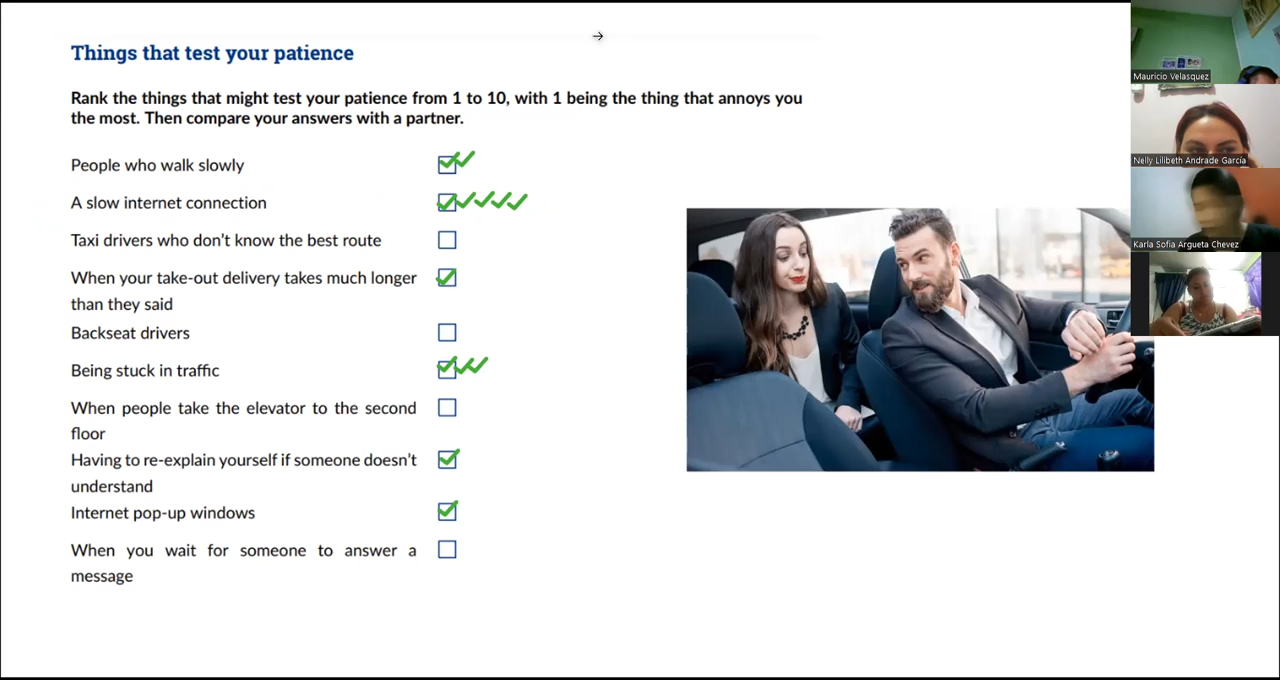 Things that test your patience
Rank the things that might test your patience from 1 to 10, with 1 being the thing that annoys you
the most. Then compare your answers with a partner.
People who walk slowly
A slow internet connection
Taxi drivers who don't know the best route
When your take-out delivery takes much longer
than they said
Backseat drivers
Being stuck in traffic
When people take the elevator to the second
floor
Having to re-explain yourself if someone doesn't
understand
Internet pop-up windows
When you wait for someone to answer a
message
Mauricio Velasquez
Nelly Lilibeth Andrade García
Karla Sofia Argueta Chevez